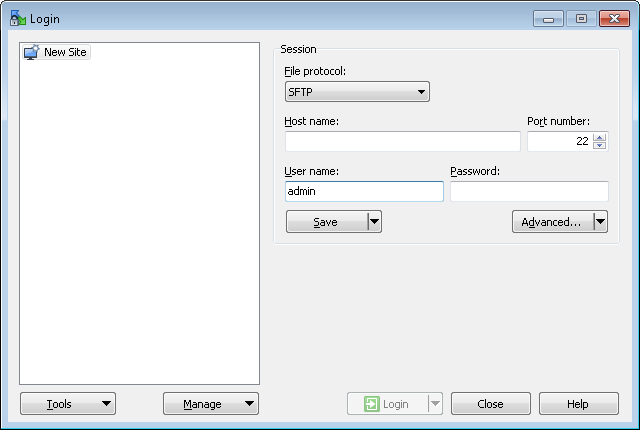 Login
New Site
Session
File protocol:
SFTP
Host name:
Port number:
22
User name:
Password:
admin
Save
Advanced...
Tools
Manage
Login
Close
Help